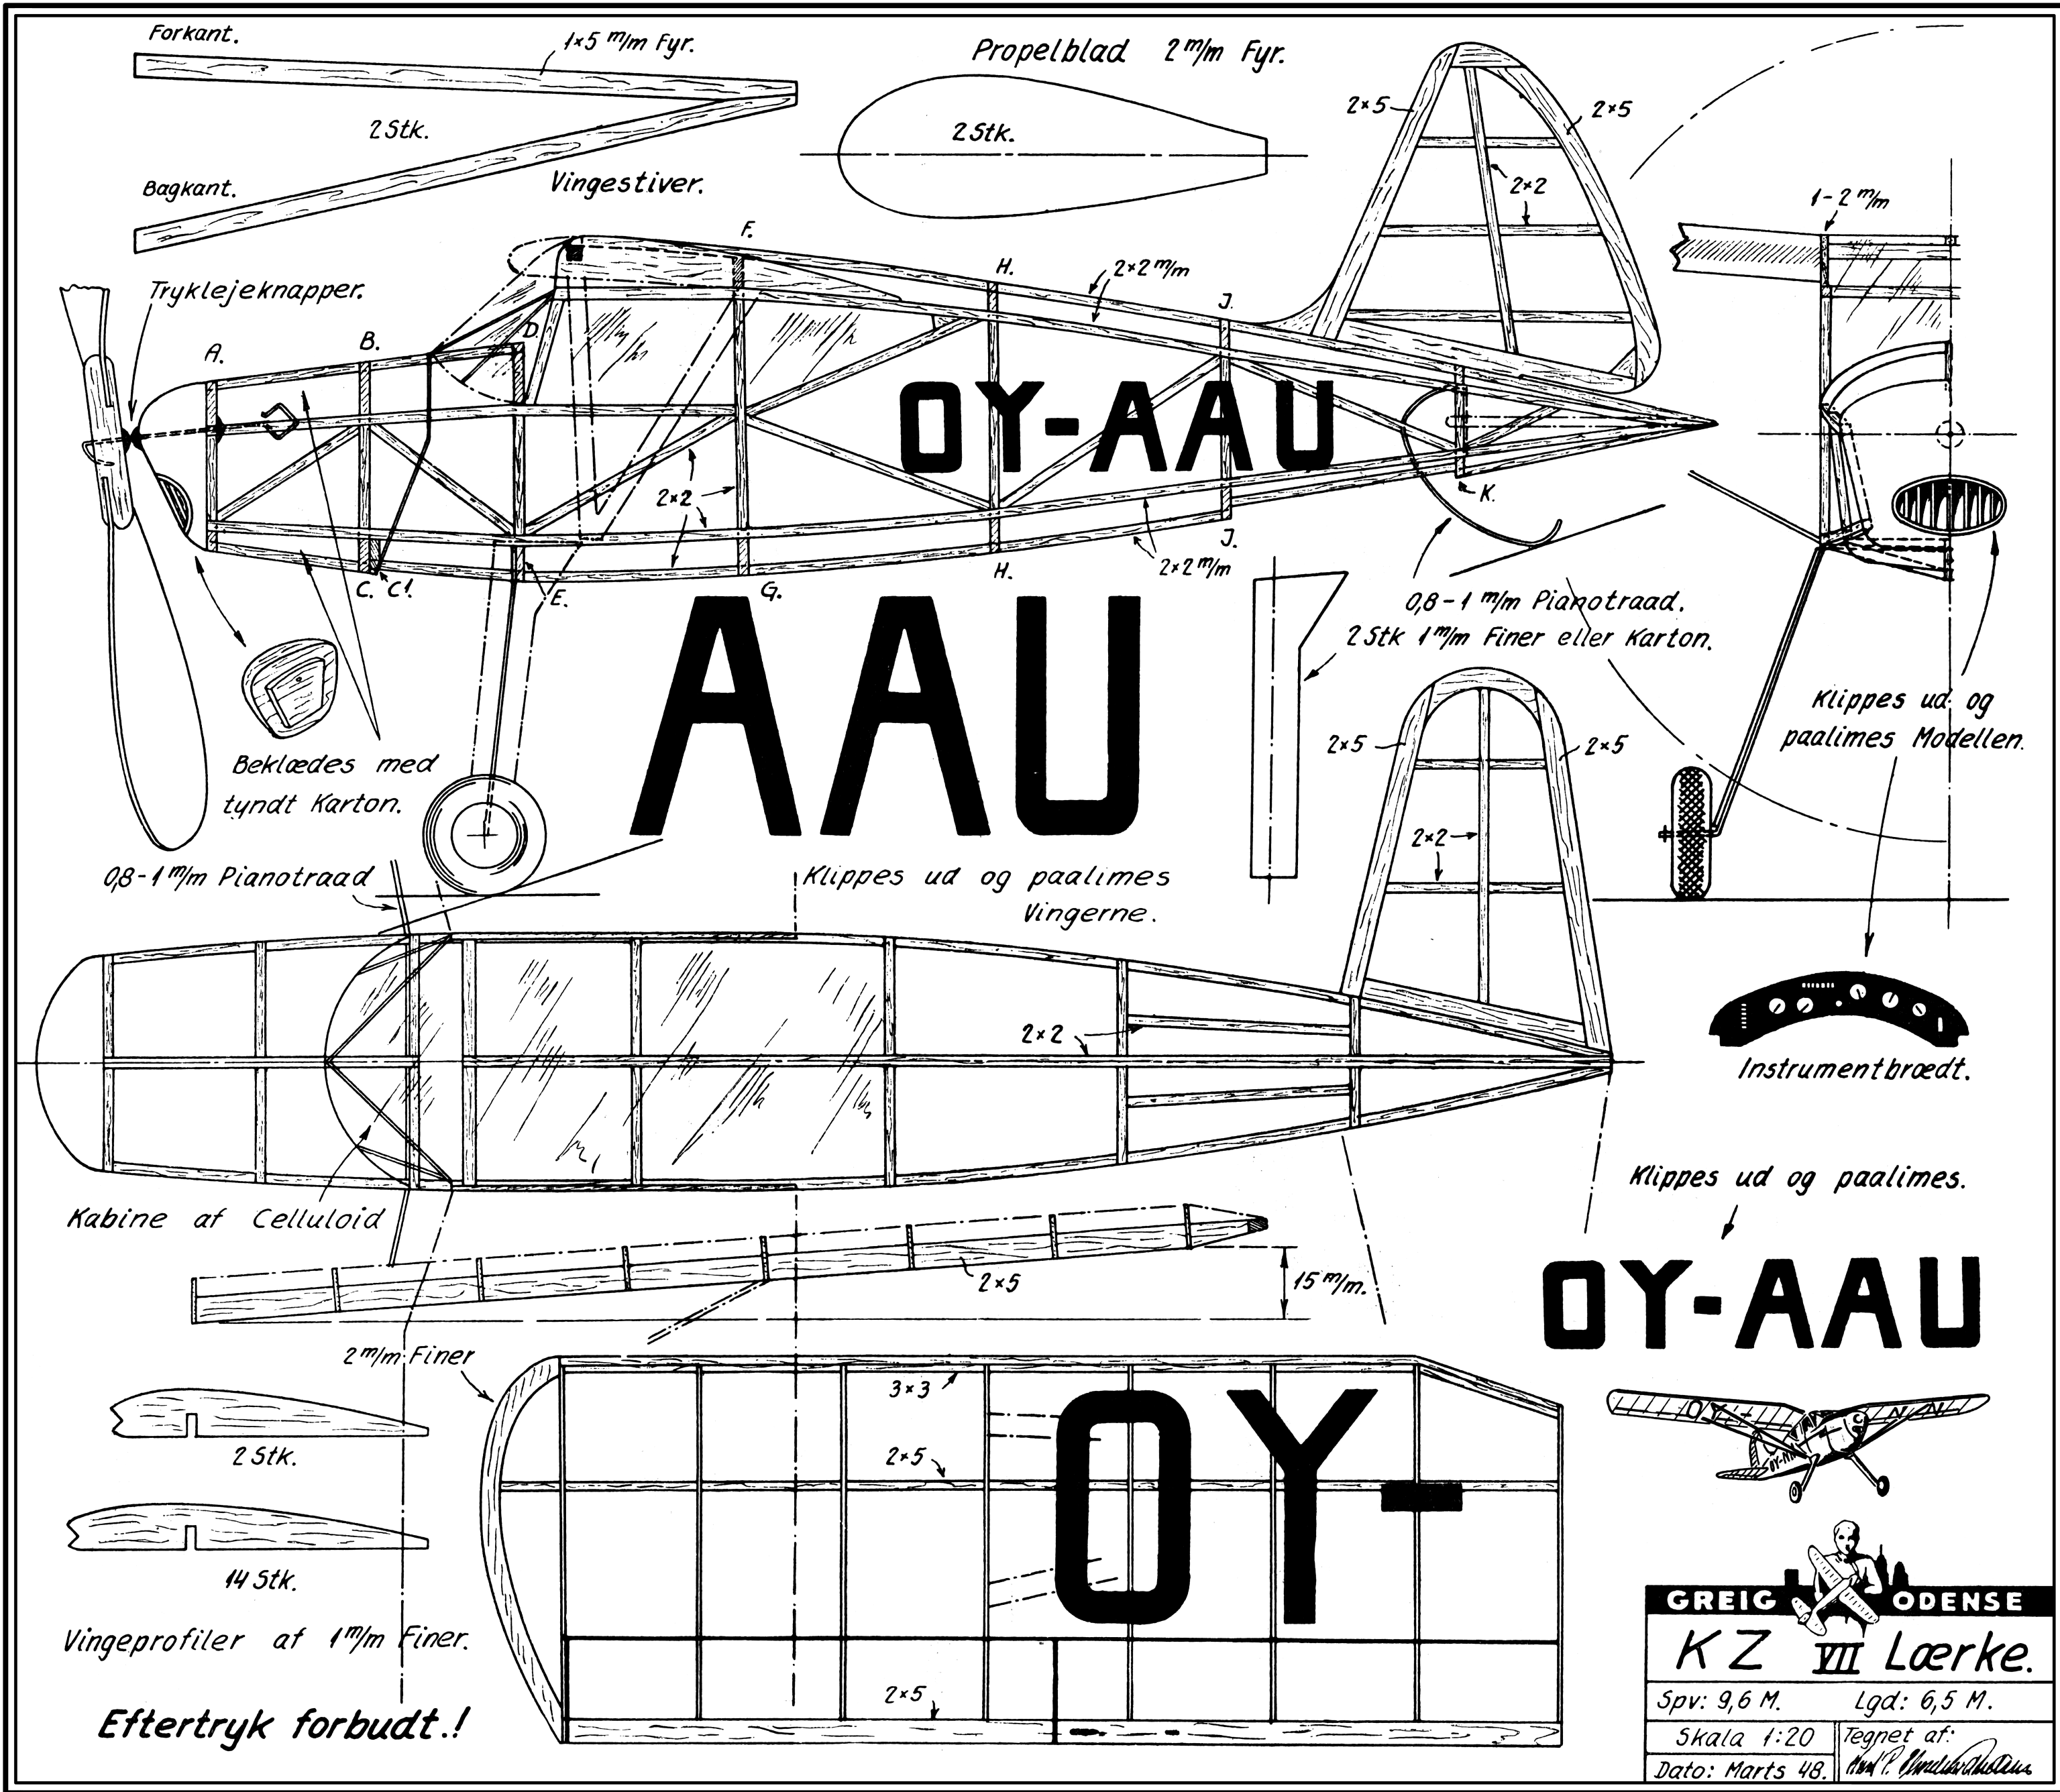 Forkant.
1×5 m/m Fyr.
2 Stk.
Bagkant.
Vingestiver.
Propelblad 2 m/m Fyr.
2 Stk.
2×5
2×5
2×2
1-2 m/m
Tryklejeknapper.
A.
B.
D.
F.
H.
2×2 m/m
J.
OY-AAU
2×2
K.
C. C1.
E.
G.
H.
2×2 m/m
J.
0,8-1 m/m Pianotraad.
2 Stk 1 m/m Finer eller Karton.
AAU
Klippes ud og
paalimes Modellen.
Beklædes med
tyndt Karton.
2×5
2×5
2×2
0,8-1 m/m Pianotraad
Klippes ud og paalimes
Vingerne.
2×2
Instrumentbrædt.
Kabine af Celluloid
Klippes ud og paalimes.
OY-AAU
2×5
15 m/m.
2 m/m Finer
3×3
2×5
OY-
2×5
2 Stk.
14 Stk.
Vingeprofiler af 1 m/m Finer.
Eftertryk forbudt.!
GREIG ODENSE
KZ VII Lærke.
Spv: 9,6 M. Lgd: 6,5 M.
Skala 1:20 Tegnet af:
Dato: Marts 48.